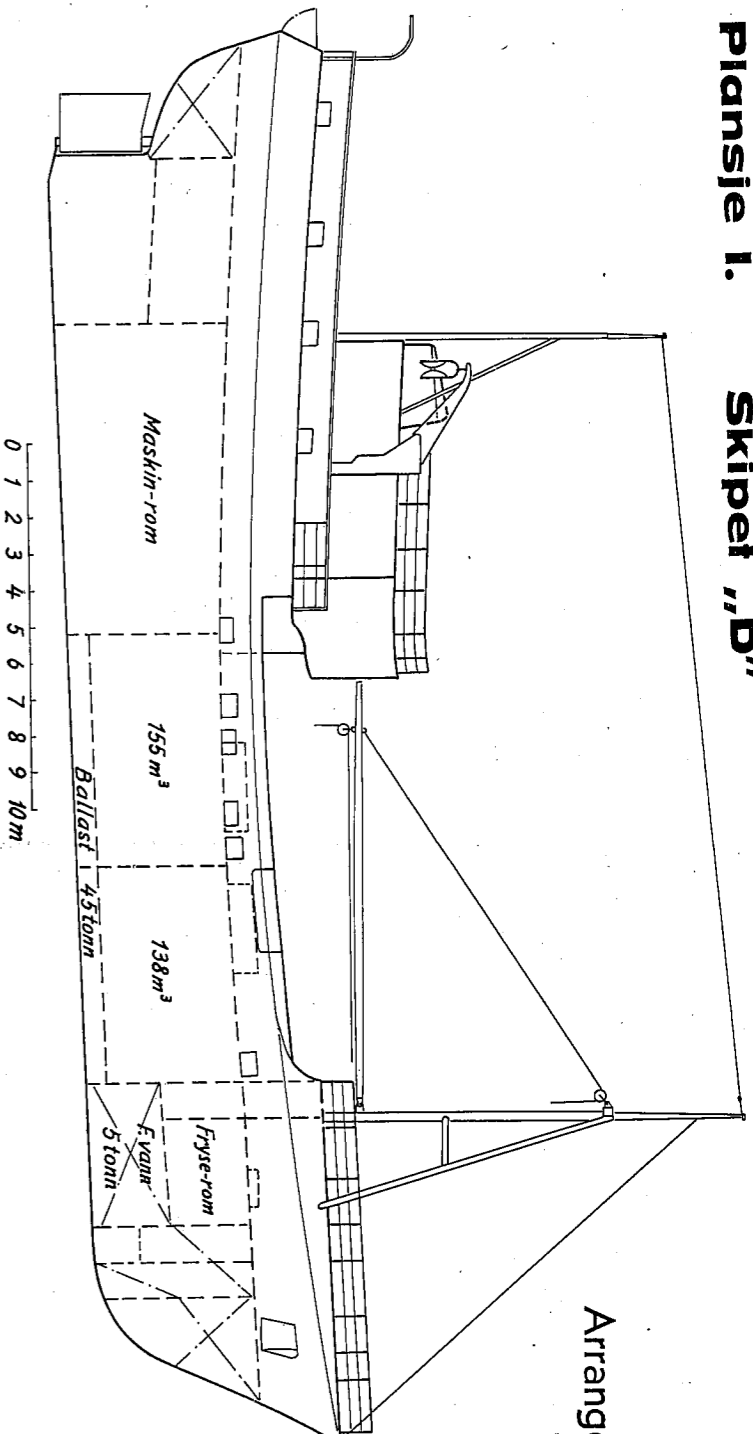 Plansje 1. Skipet „D"
Arrang
Maskin-rom
155 m³
138 m³
Fryse-rom
F.vann
5 tonn
Ballast 45 tonn
0 1 2 3 4 5 6 7 8 9 10 m